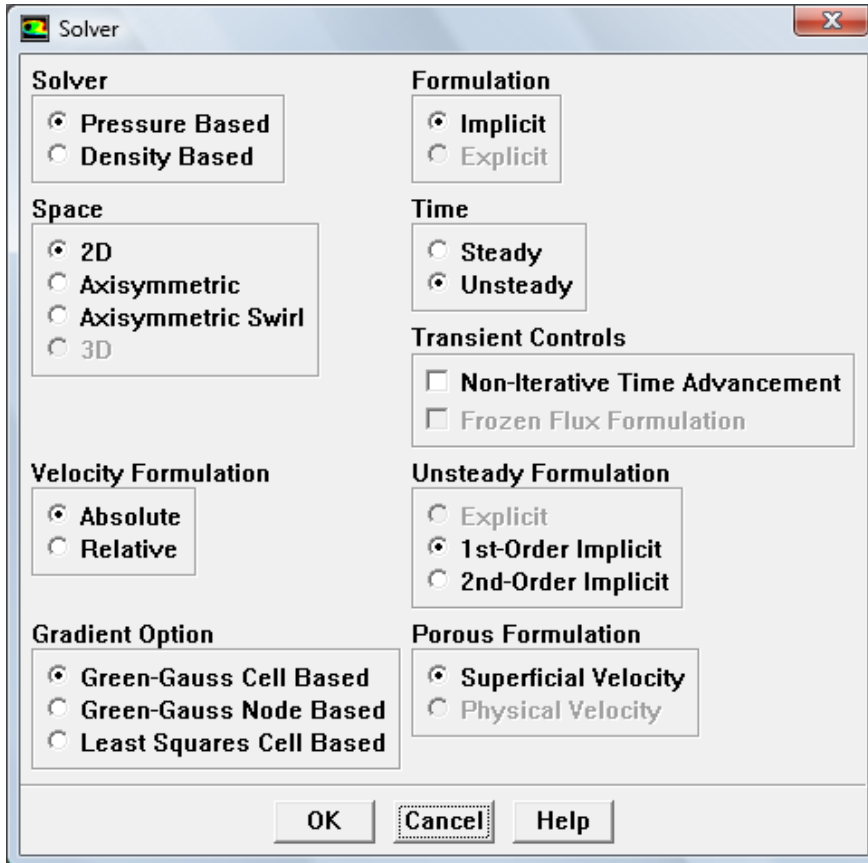 Solver
Solver
Pressure Based
Density Based
Formulation
Implicit
Explicit
Space
2D
Axisymmetric
Axisymmetric Swirl
3D
Time
Steady
Unsteady
Transient Controls
Non-Iterative Time Advancement
Frozen Flux Formulation
Velocity Formulation
Absolute
Relative
Unsteady Formulation
Explicit
1st-Order Implicit
2nd-Order Implicit
Gradient Option
Green-Gauss Cell Based
Green-Gauss Node Based
Least Squares Cell Based
Porous Formulation
Superficial Velocity
Physical Velocity
OK Cancel Help